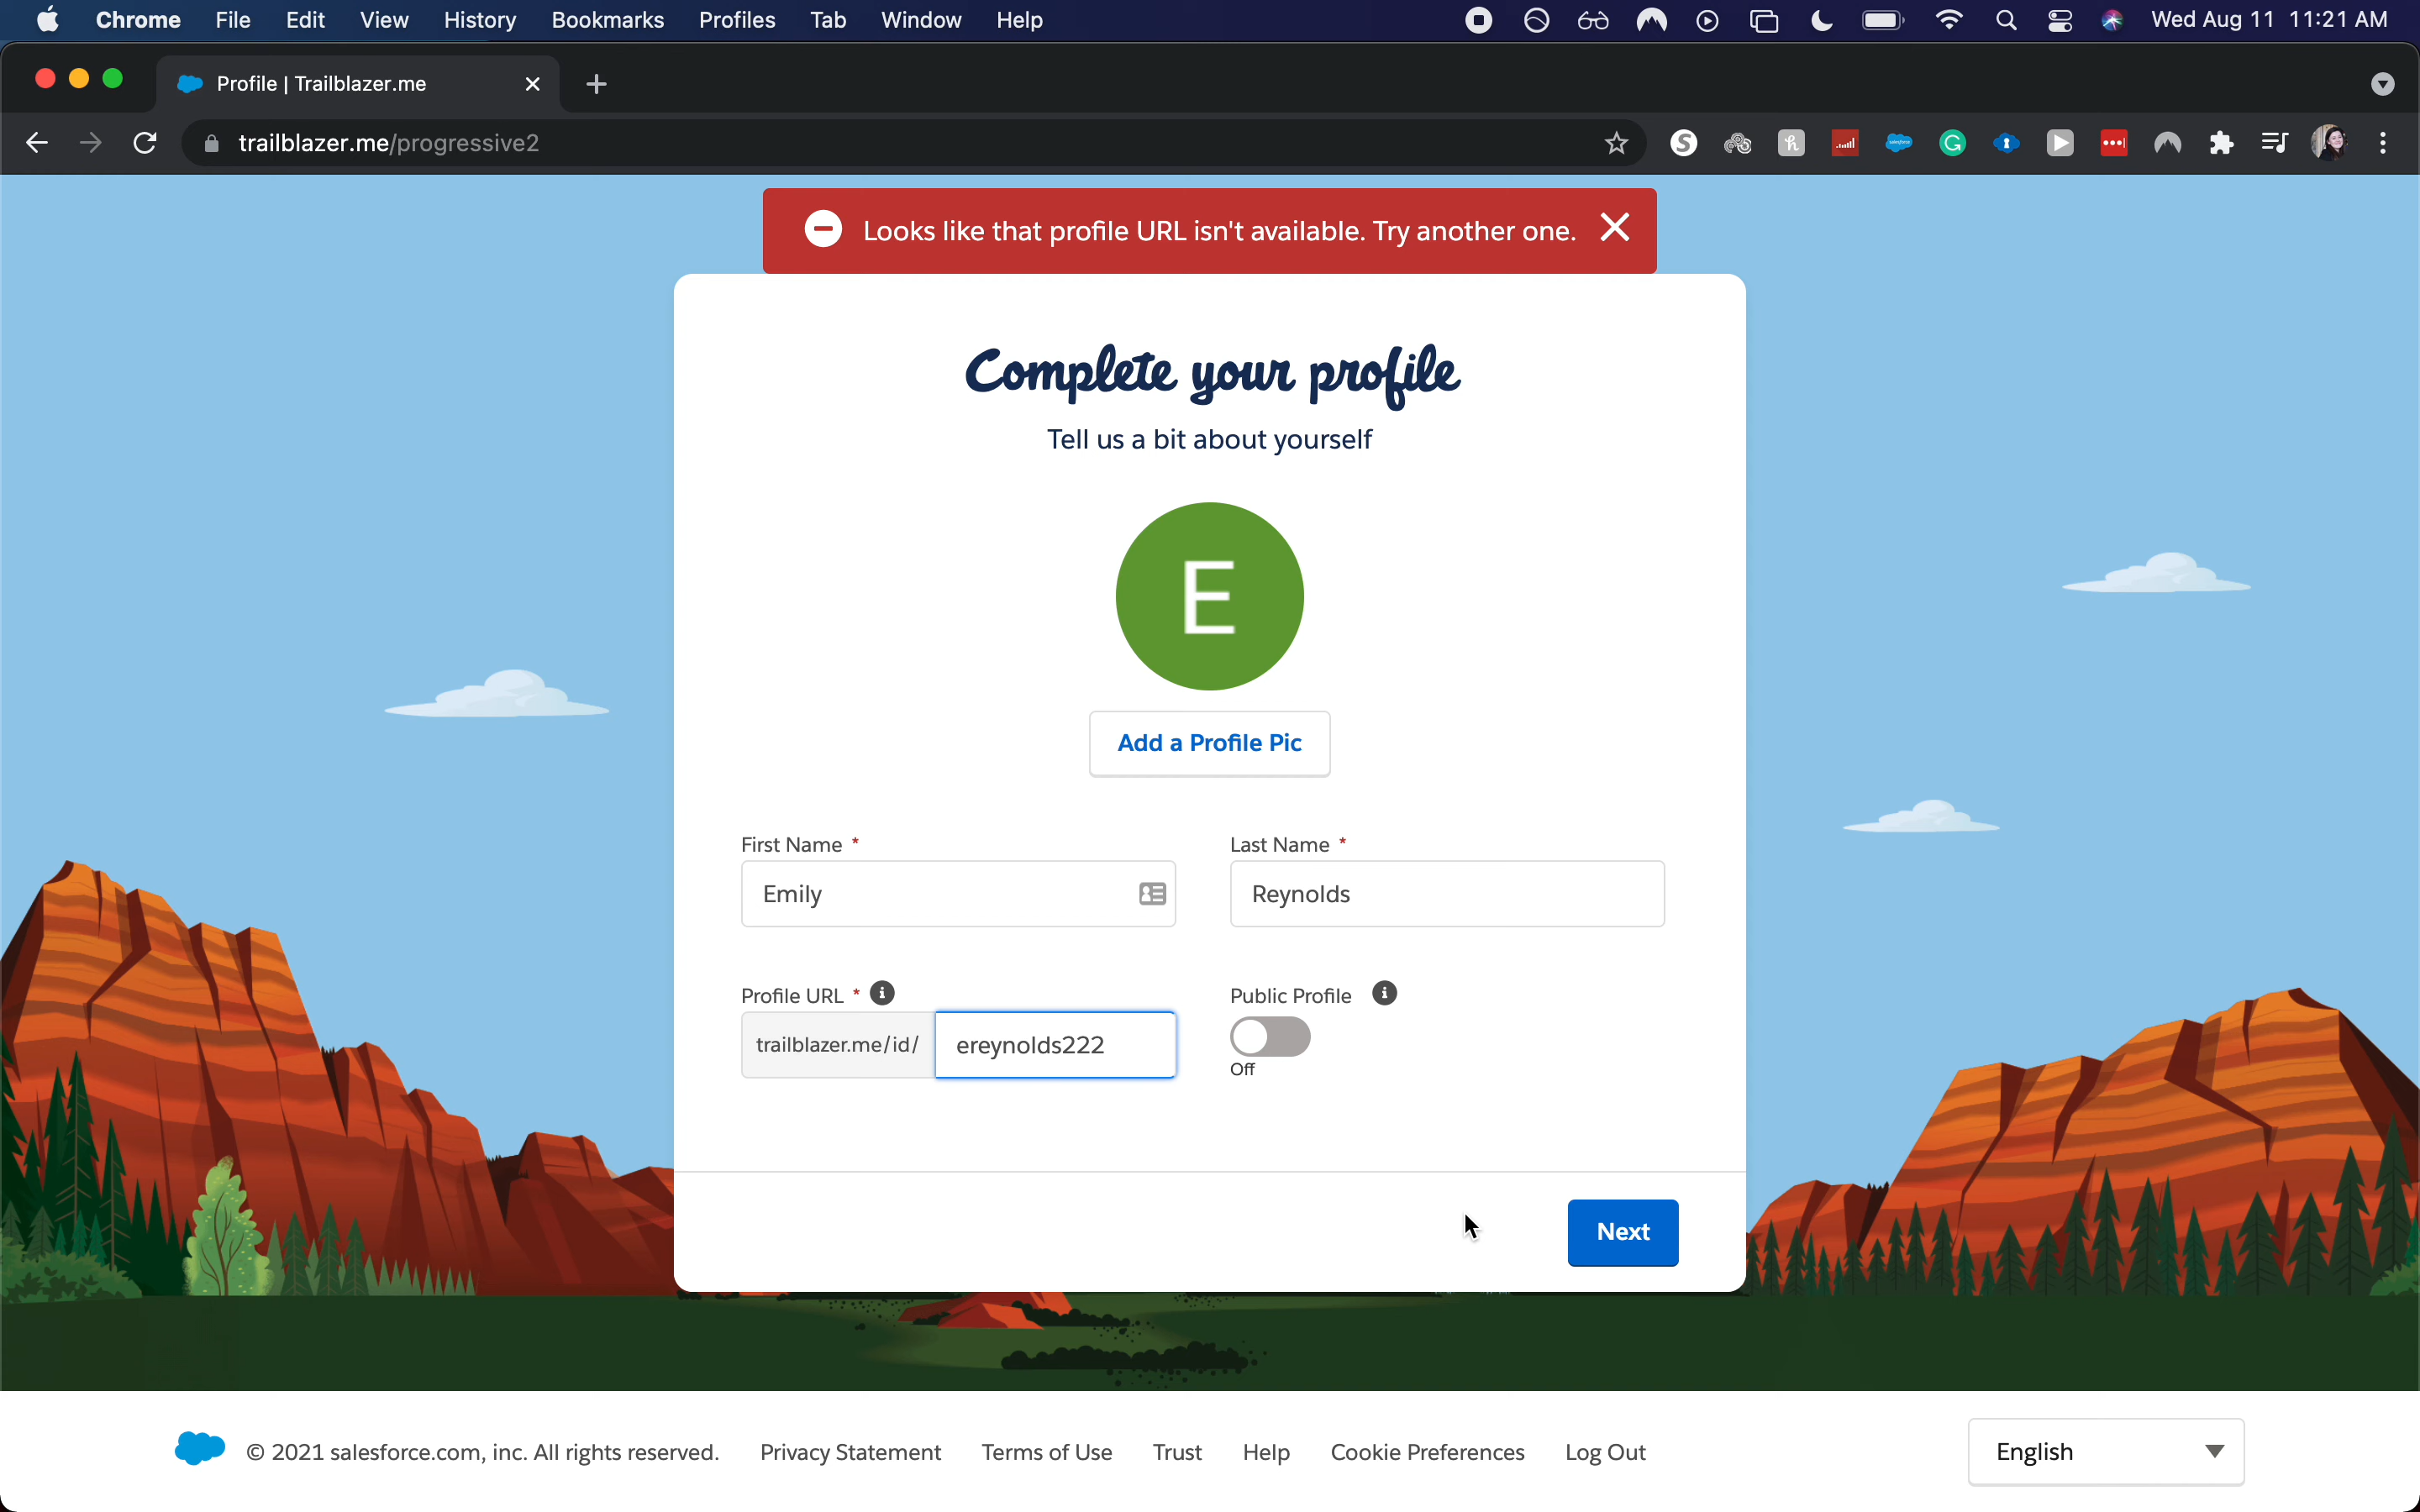 Chrome File Edit View History Bookmarks Profiles Tab Window Help Wed Aug 11 11:21 AM
Profile | Trailblazer.me
trailblazer.me/progressive2
Looks like that profile URL isn't available. Try another one.
Complete your profile
Tell us a bit about yourself
E
Add a Profile Pic
First Name * Last Name *
Emily Reynolds
Profile URL * Public Profile
trailblazer.me/id/ ereynolds222
Off
Next
© 2021 salesforce.com, inc. All rights reserved. Privacy Statement Terms of Use Trust Help Cookie Preferences Log Out English